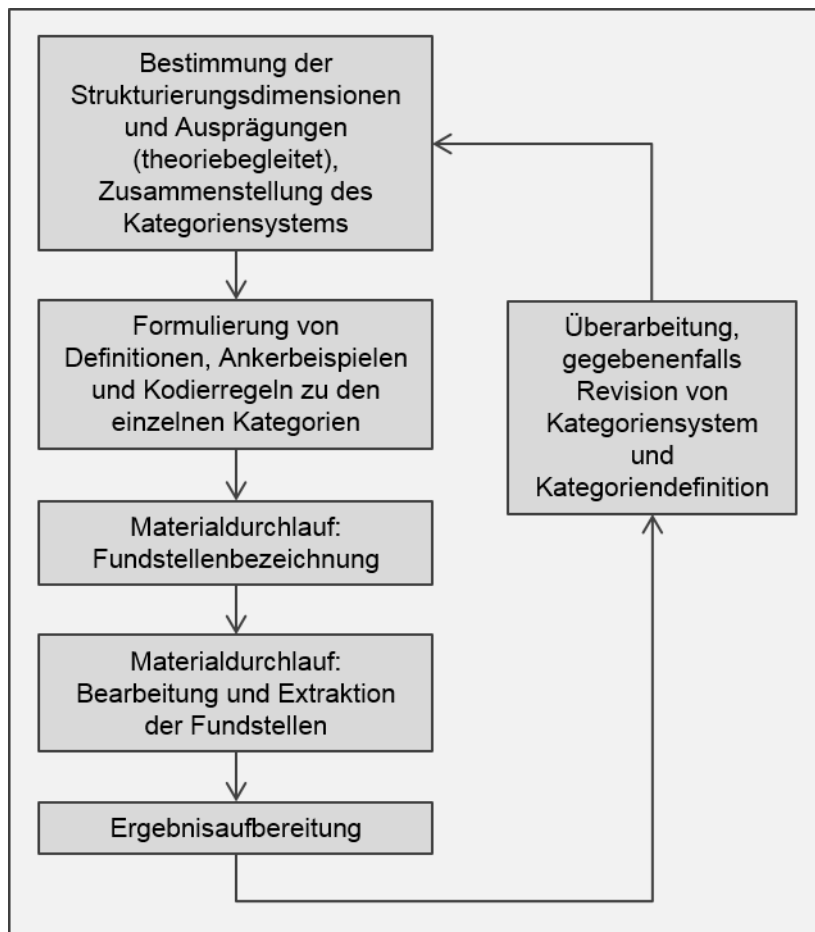 Bestimmung der
Strukturierungsdimensionen
und Ausprägungen
(theoriebegleitet),
Zusammenstellung des
Kategoriensystems
Formulierung von
Definitionen, Ankerbeispielen
und Kodierregeln zu den
einzelnen Kategorien
Materialdurchlauf:
Fundstellenbezeichnung
Materialdurchlauf:
Bearbeitung und Extraktion
der Fundstellen
Ergebnisaufbereitung
Überarbeitung,
gegebenenfalls
Revision von
Kategoriensystem
und
Kategoriendefinition